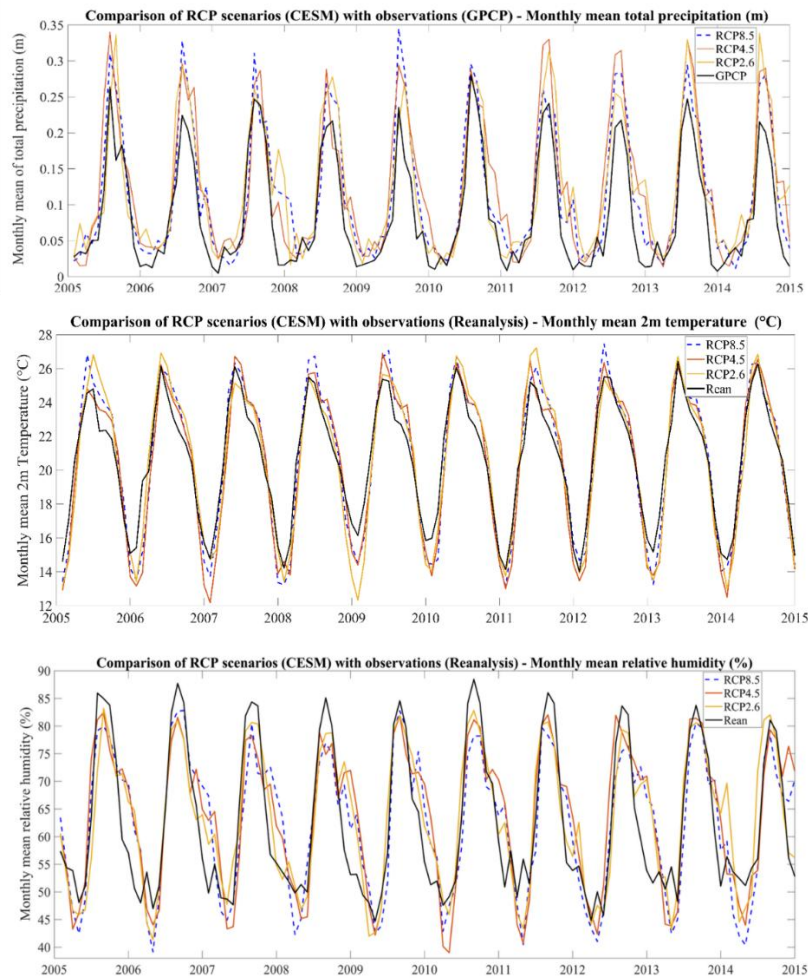 Comparison of RCP scenarios (CESM) with observations (GPCP) - Monthly mean total precipitation (m)
Monthly mean of total precipitation (m)
0.35
0.3
0.25
0.2
0.15
0.1
0.05
0
RCP8.5
RCP4.5
RCP2.6
GPCP
2005 2006 2007 2008 2009 2010 2011 2012 2013 2014 2015
Comparison of RCP scenarios (CESM) with observations (Reanalysis) - Monthly mean 2m temperature (°C)
Monthly mean 2m Temperature (°C)
28
26
24
22
20
18
16
14
12
RCP8.5
RCP4.5
RCP2.6
Rean
2005 2006 2007 2008 2009 2010 2011 2012 2013 2014 2015
Comparison of RCP scenarios (CESM) with observations (Reanalysis) - Monthly mean relative humidity (%)
Monthly mean relative humidity (%)
90
85
80
75
70
65
60
55
50
45
40
RCP8.5
RCP4.5
RCP2.6
Rean
2005 2006 2007 2008 2009 2010 2011 2012 2013 2014 2015